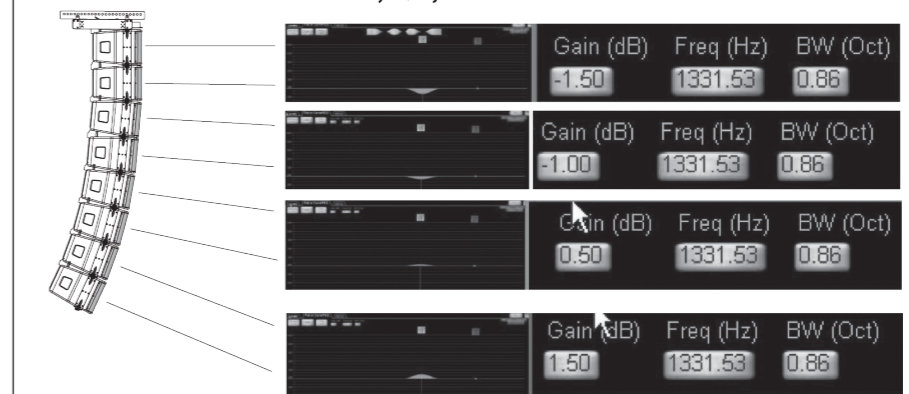 Gain (dB) Freq (Hz) BW (Oct)
-1.50 1331.53 0.86
Gain (dB) Freq (Hz) BW (Oct)
-1.00 1331.53 0.86
(dB) Freq (Hz) BW (Oct)
0.50 1331.53 0.86
Gain (dB) Freq (Hz) BW (Oct)
1.50 1331.53 0.86